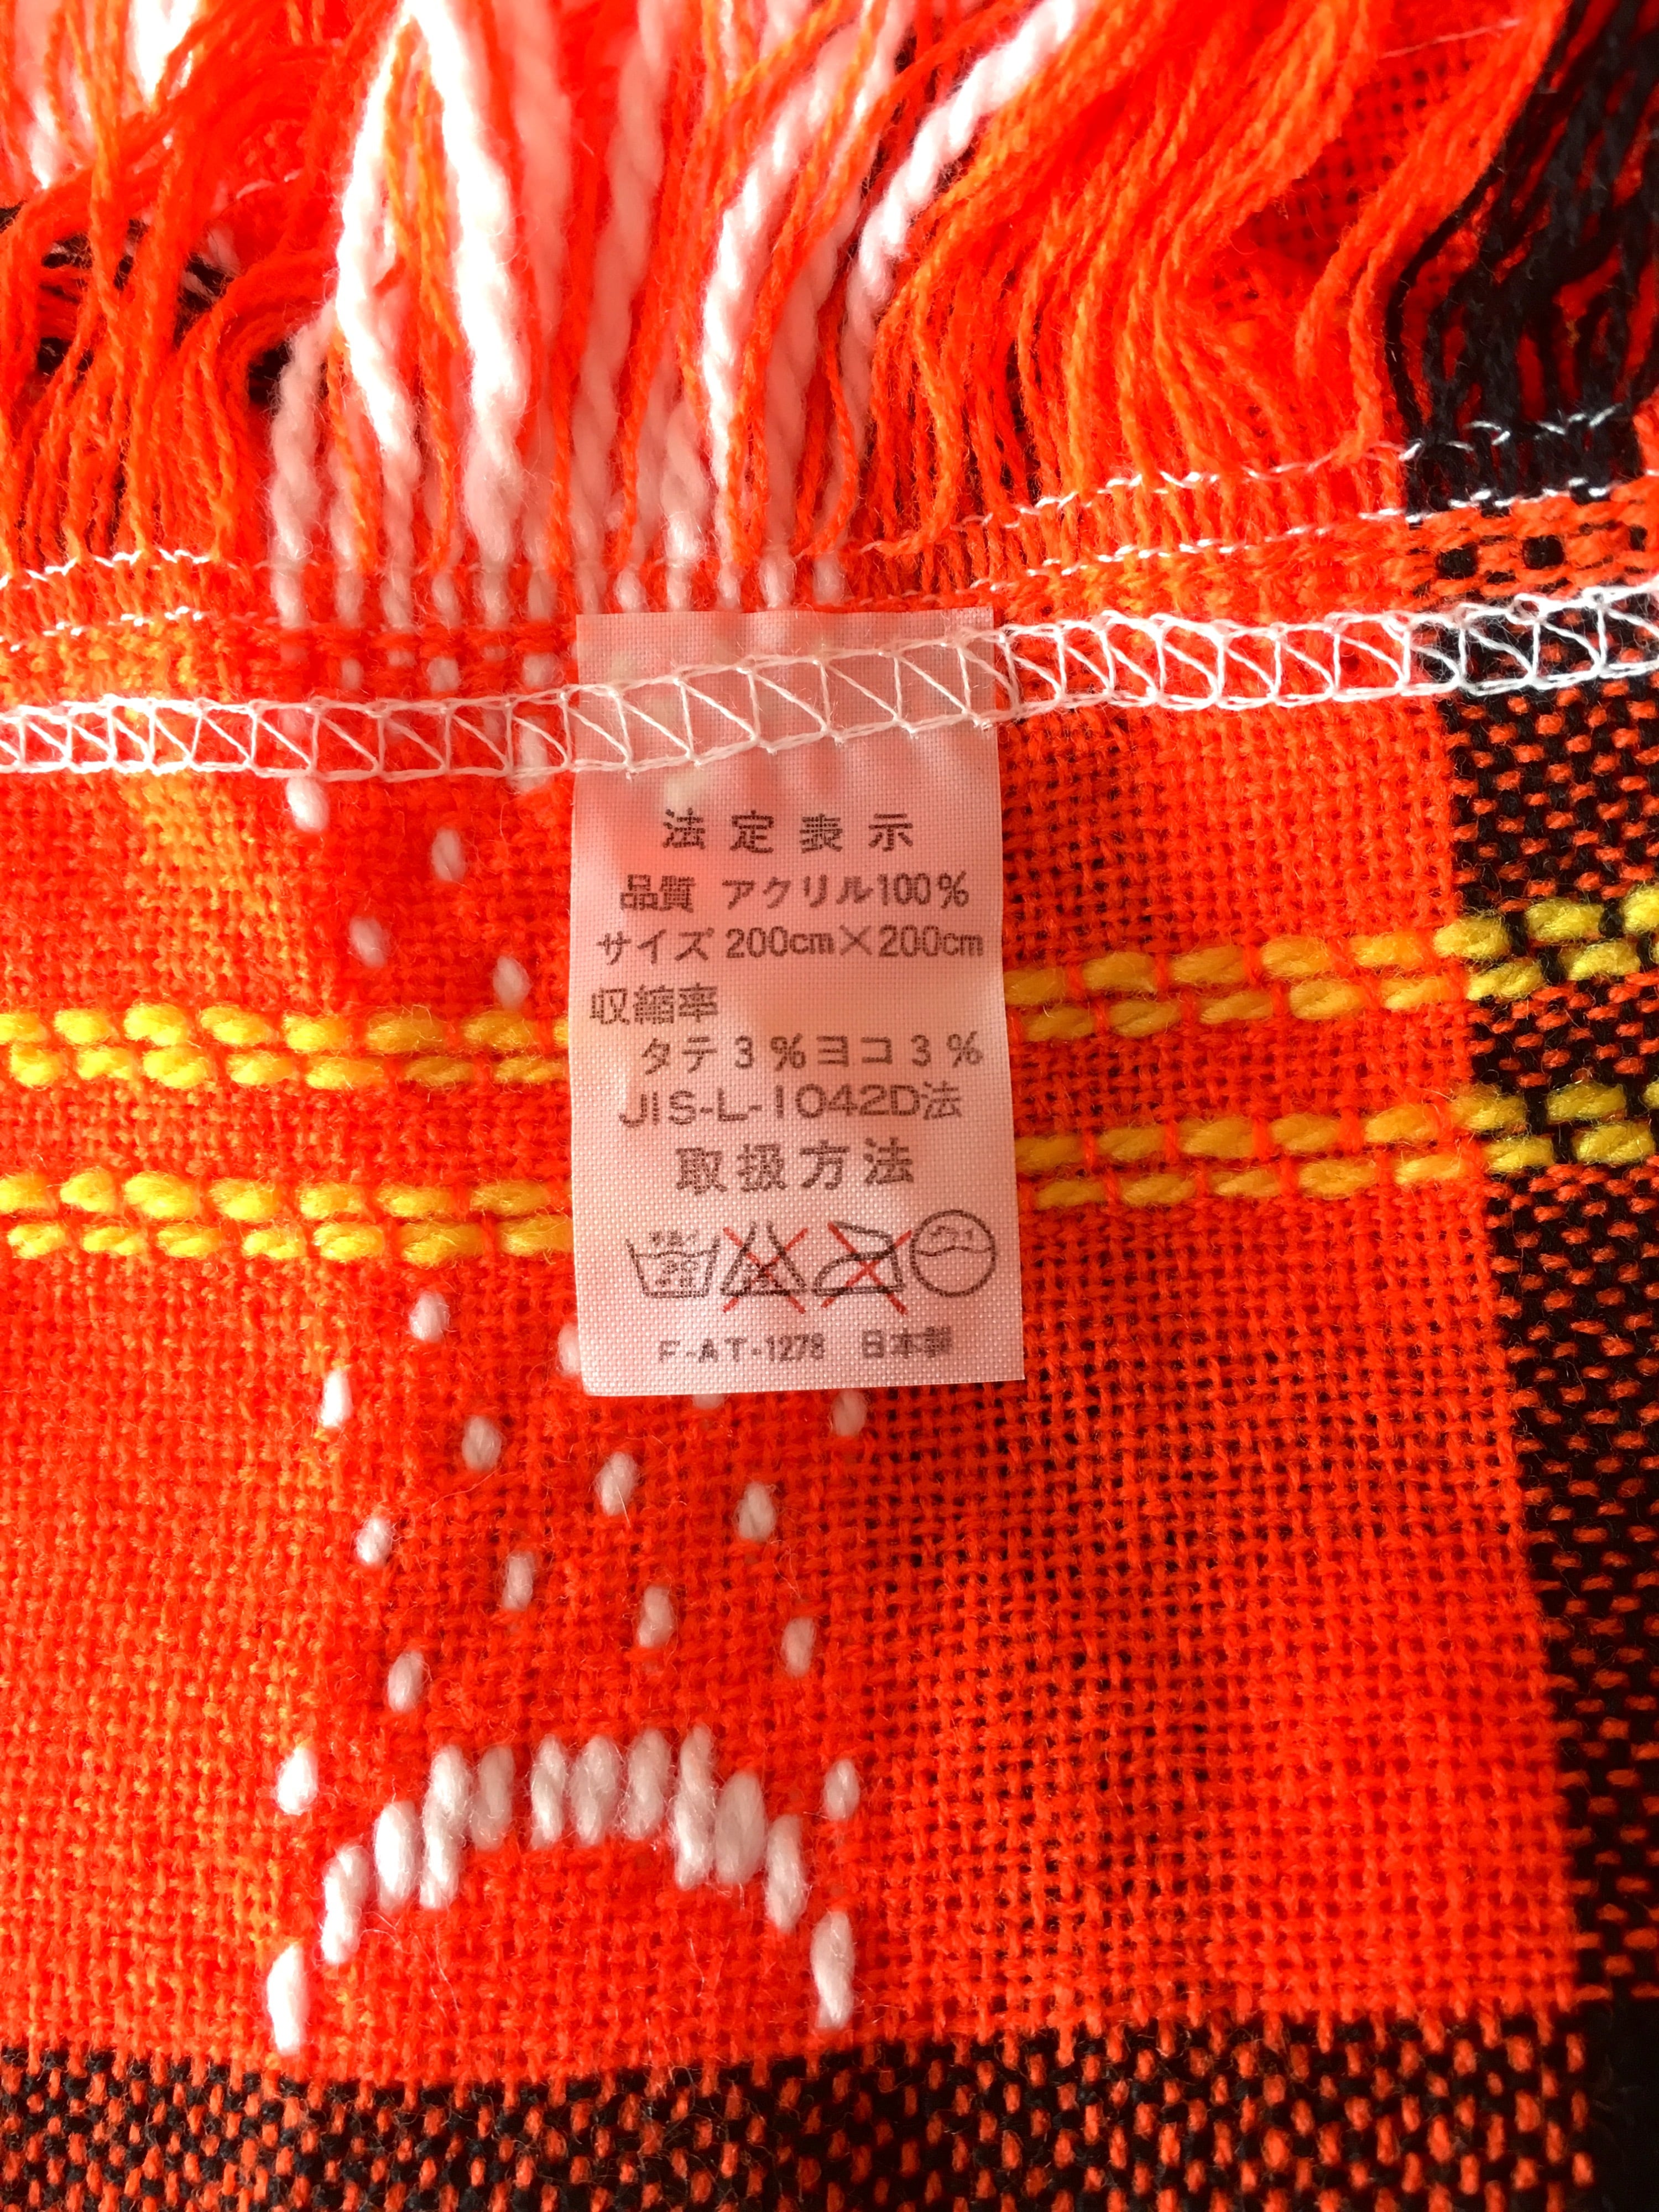 法定表示
品質 アクリル100%
サイズ 200cm×200cm
収縮率
タテ3%ヨコ3%
JIS-L-1042D法
取扱方法
30
F-AT-1278 日本製